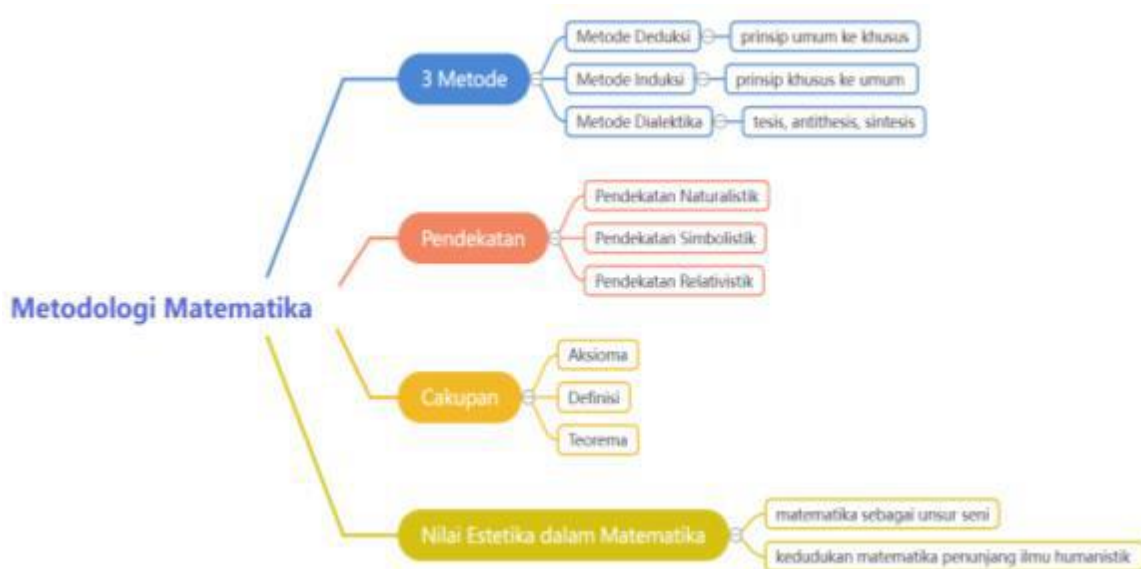 Metodologi Matematika
3 Metode
Metode Deduksi
prinsip umum ke khusus
Metode Induksi
prinsip khusus ke umum
Metode Dialektika
tesis, antithesis, sintesis
Pendekatan
Pendekatan Naturalistik
Pendekatan Simbolistik
Pendekatan Relativistik
Cakupan
Aksioma
Definisi
Teorema
Nilai Estetika dalam Matematika
matematika sebagai unsur seni
kedudukan matematika penunjang ilmu humanistik